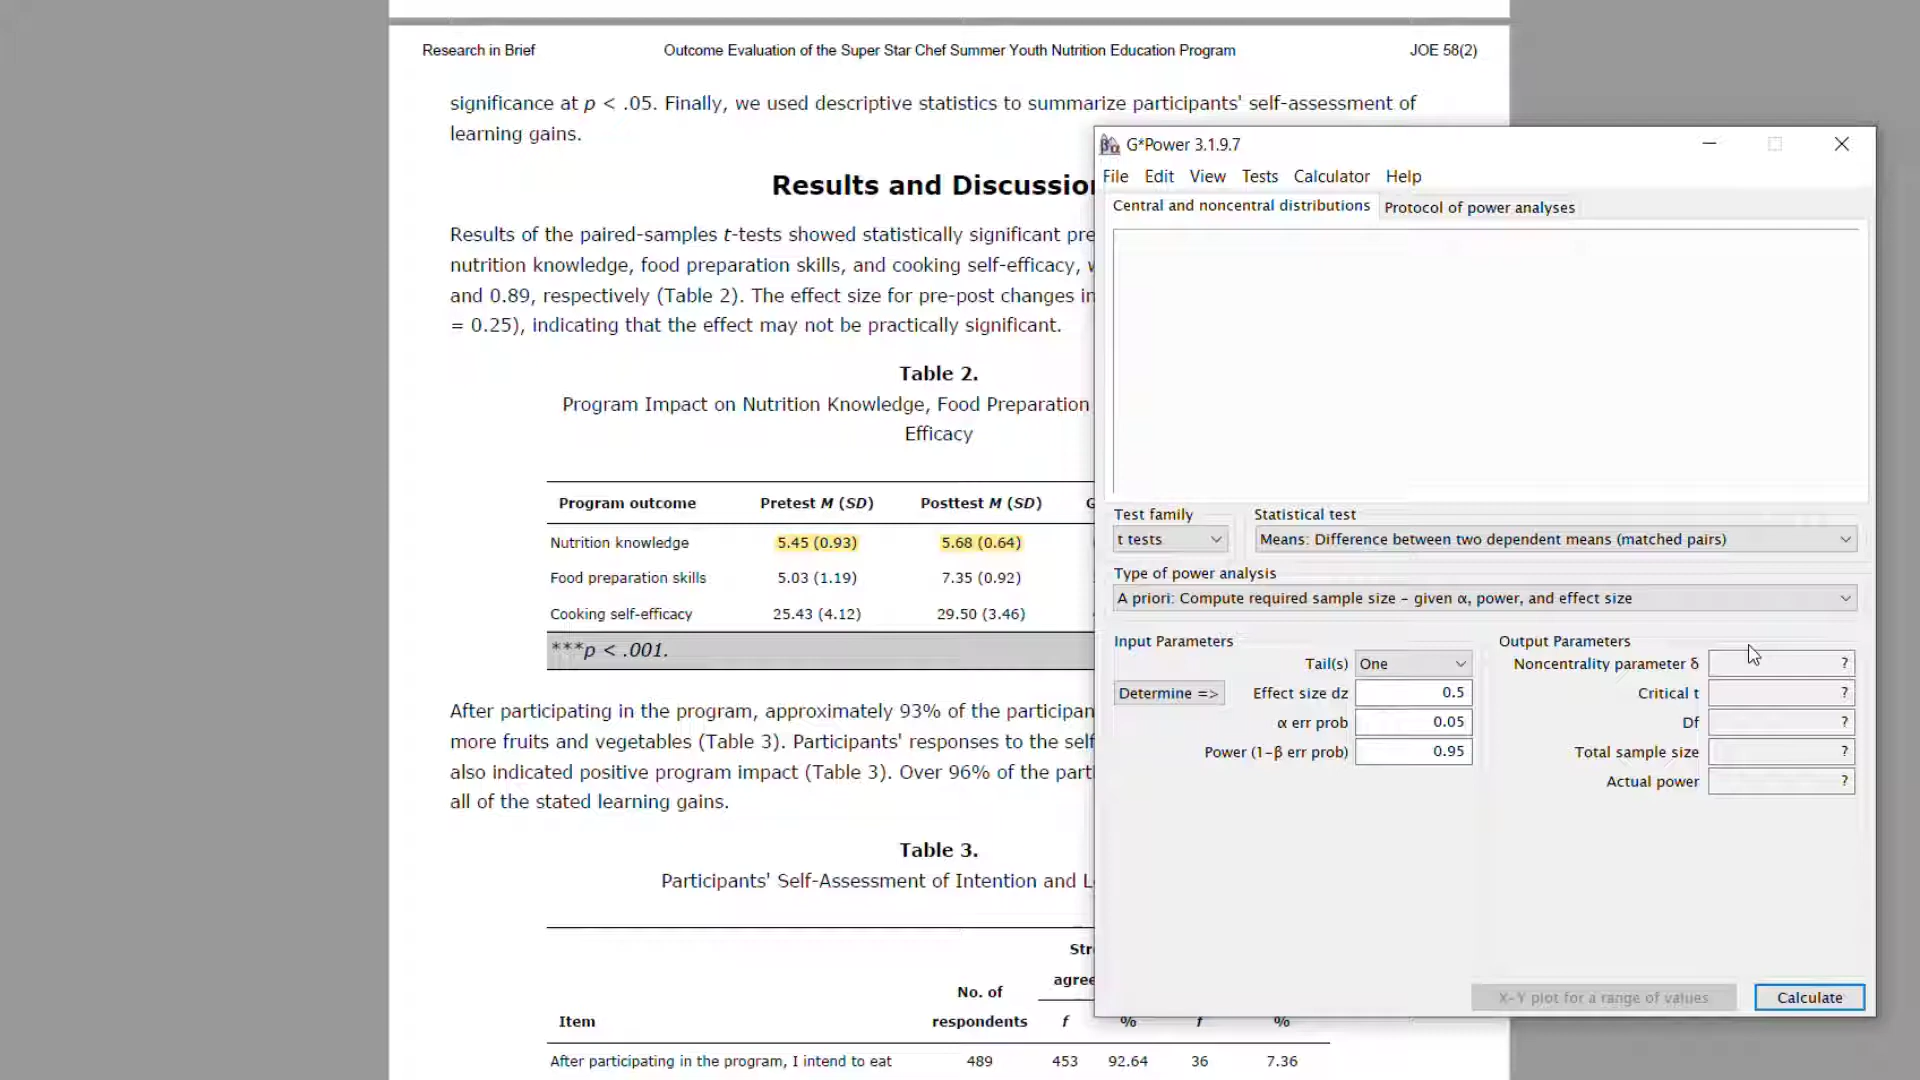 Research in Brief Outcome Evaluation of the Super Star Chef Summer Youth Nutrition Education Program JOE 58(2)
significance at p < .05. Finally, we used descriptive statistics to summarize participants' self-assessment of
learning gains.
Results and Discussion
Results of the paired-samples t-tests showed statistically significant pre
nutrition knowledge, food preparation skills, and cooking self-efficacy, w
and 0.89, respectively (Table 2). The effect size for pre-post changes in
= 0.25), indicating that the effect may not be practically significant.
Table 2.
Program Impact on Nutrition Knowledge, Food Preparation
Efficacy
Program outcome Pretest M (SD) Posttest M (SD) G
Nutrition knowledge 5.45 (0.93) 5.68 (0.64)
Food preparation skills 5.03 (1.19) 7.35 (0.92)
Cooking self-efficacy 25.43 (4.12) 29.50 (3.46)
***p < .001.
After participating in the program, approximately 93% of the participan
more fruits and vegetables (Table 3). Participants' responses to the self
also indicated positive program impact (Table 3). Over 96% of the parti
all of the stated learning gains.
Table 3.
Participants' Self-Assessment of Intention and L
Str
agree
No. of
Item respondents f % f %
After participating in the program, I intend to eat 489 453 92.64 36 7.36
G*Power 3.1.9.7
File Edit View Tests Calculator Help
Central and noncentral distributions Protocol of power analyses
Test family Statistical test
t tests Means: Difference between two dependent means (matched pairs)
Type of power analysis
A priori: Compute required sample size – given α, power, and effect size
Input Parameters Output Parameters
Tail(s) One Noncentrality parameter δ ?
Determine => Effect size dz 0.5 Critical t ?
α err prob 0.05 Df ?
Power (1-β err prob) 0.95 Total sample size ?
Actual power ?
X-Y plot for a range of values Calculate